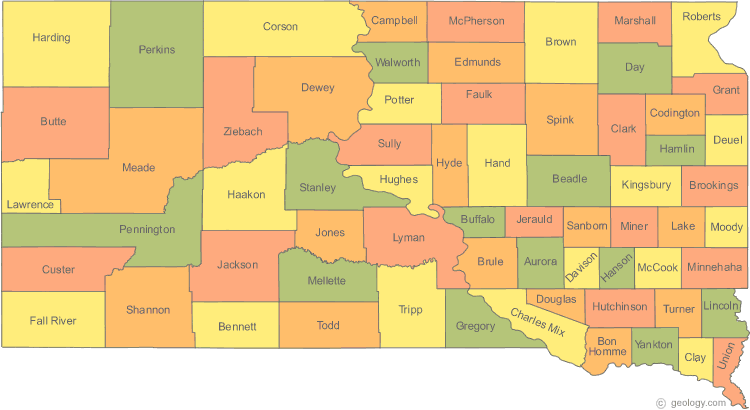 Harding
Perkins
Corson
Campbell
McPherson
Brown
Marshall
Roberts
Walworth
Edmunds
Day
Dewey
Potter
Faulk
Grant
Butte
Ziebach
Spink
Clark
Codington
Deuel
Meade
Sully
Hyde
Hand
Hamlin
Lawrence
Haakon
Stanley
Hughes
Beadle
Kingsbury
Brookings
Pennington
Jones
Lyman
Buffalo
Jerauld
Sanborn
Miner
Lake
Moody
Custer
Jackson
Mellette
Brule
Aurora
Davison
Hanson
McCook
Minnehaha
Fall River
Shannon
Bennett
Todd
Tripp
Gregory
Charles Mix
Douglas
Hutchinson
Turner
Lincoln
Bon
Homme
Yankton
Clay
Union
© geology.com